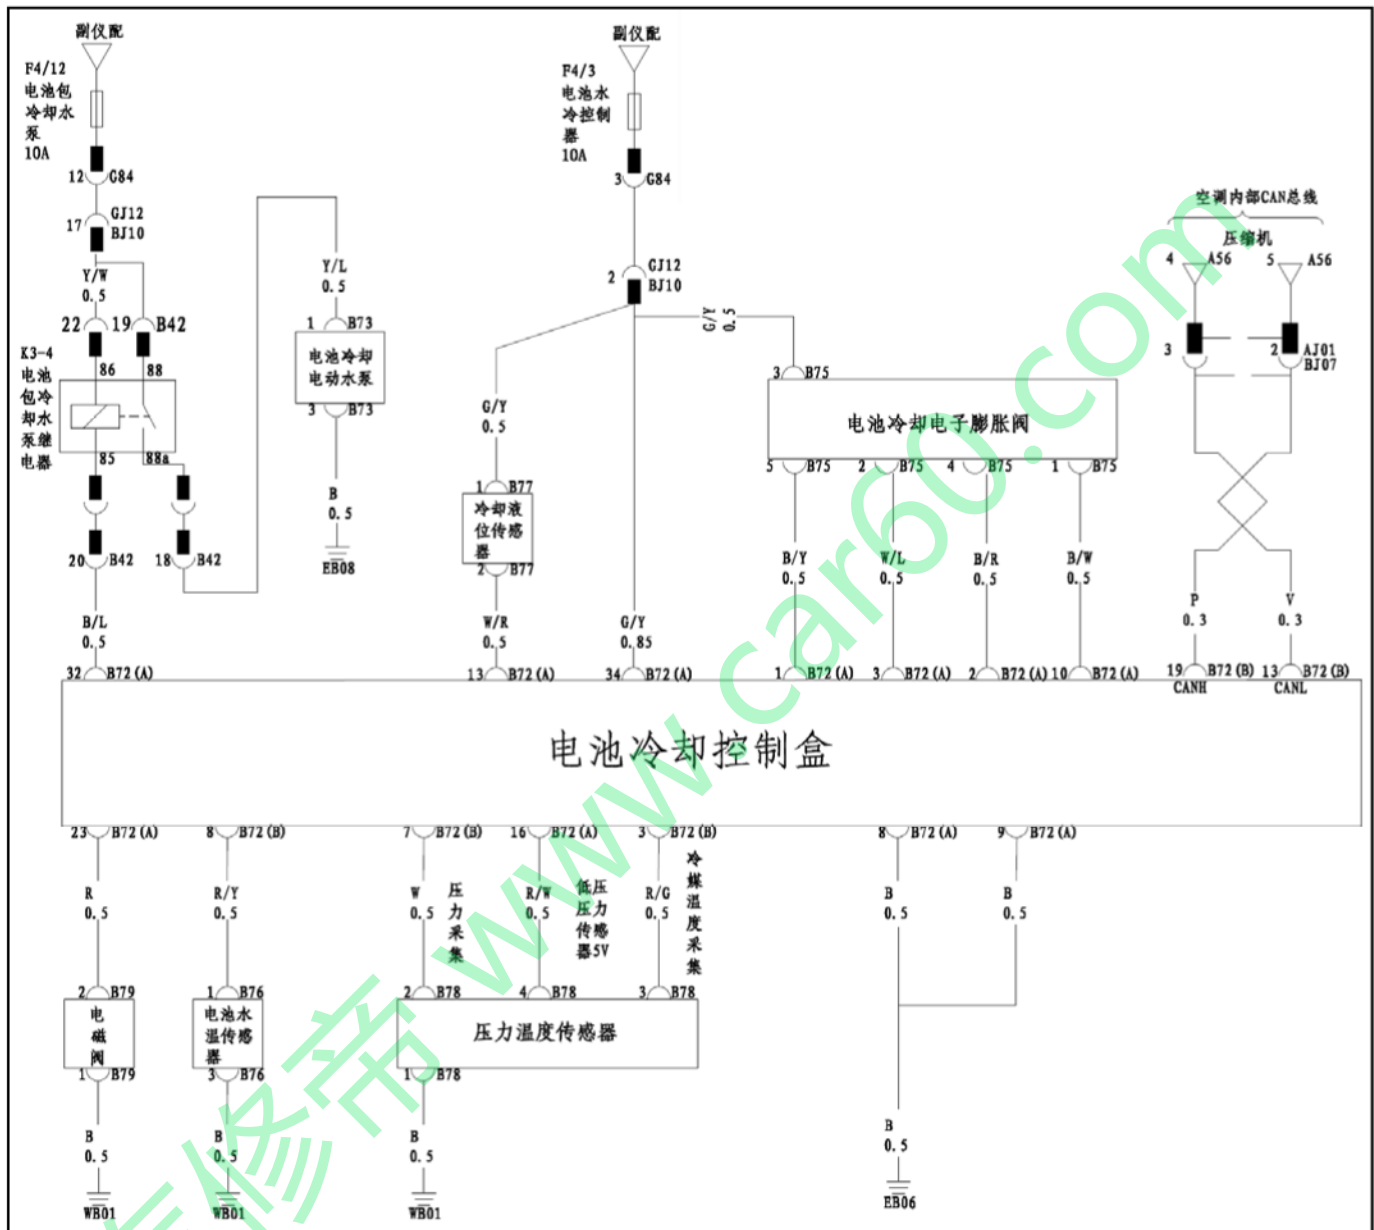 副仪配
F4/12
电池包
冷却水
泵
10A
12 G84
17 GJ12
BJ10
Y/W
0.5
22 19 B42
K3-4
电池
包冷
却水
泵继
电器
86 88
85 88a
20 B42 18 B42
B/L
0.5
32 B72(A)
Y/L
0.5
1 B73
电池冷却
电动水泵
3 B73
B
0.5
EB08
副仪配
F4/3
电池水
冷控制
器
10A
3 G84
2 GJ12
BJ10
G/Y
0.5
G/Y
0.5
1 B77
冷却液
位传感
器
2 B77
W/R
0.5
13 B72(A)
G/Y
0.85
34 B72(A)
3 B75
电池冷却电子膨胀阀
5 B75 2 B75 4 B75 1 B75
B/Y W/L B/R B/W
0.5 0.5 0.5 0.5
1 B72(A) 3 B72(A) 2 B72(A) 10 B72(A)
空调内部CAN总线
压缩机
4 A56 5 A56
3 2 AJ01
BJ07
P V
0.3 0.3
19 B72(B) 13 B72(B)
CANH CANL
电池冷却控制盒
23 B72(A) 8 B72(B) 7 B72(B) 16 B72(A) 3 B72(B) 8 B72(A) 9 B72(A)
R
0.5
2 B79
电
磁
阀
1 B79
B
0.5
WB01
R/Y
0.5
1 B76
电池水
温传感
器
3 B76
B
0.5
WB01
W
0.5
压力采集
R/W
0.5
低压
压力
传感
器5V
R/G
0.5
冷媒温度采集
2 B78 4 B78 3 B78
压力温度传感器
1 B78
B
0.5
WB01
B B
0.5 0.5
B
0.5
EB06
修帝 www.car60.com